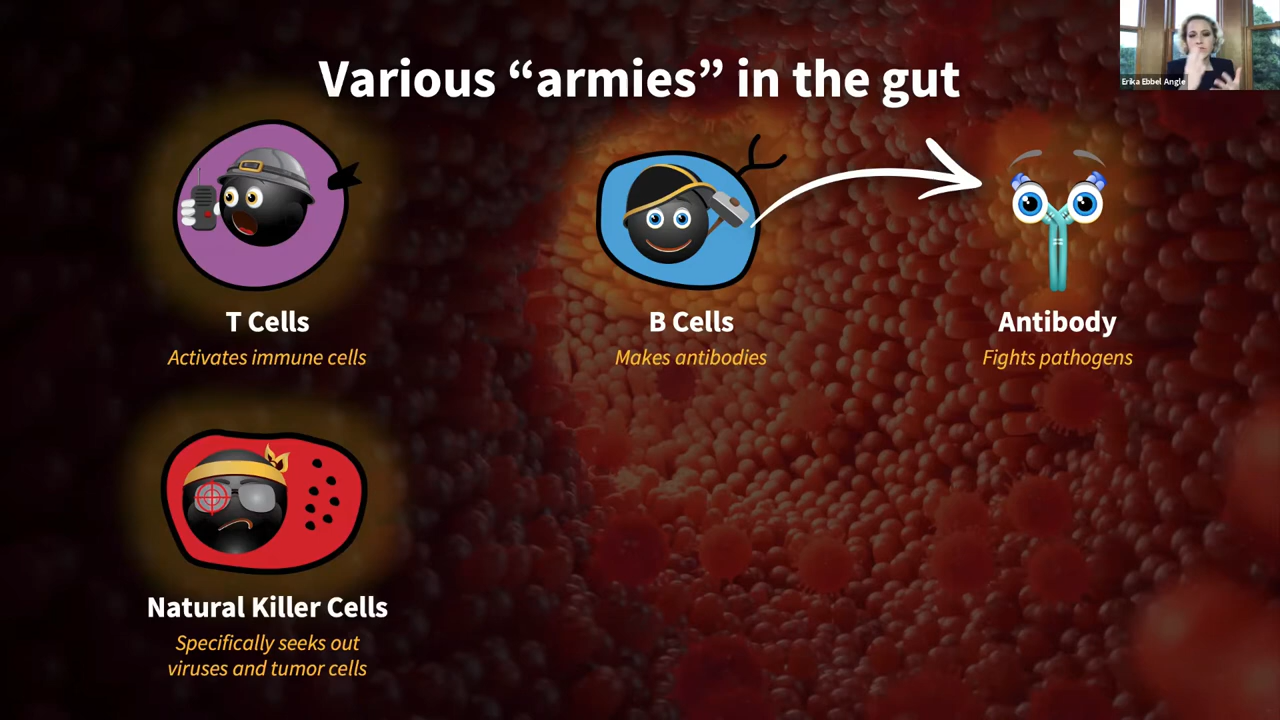 Various “armies” in the gut
Erika Ebbel Angle
T Cells
Activates immune cells
B Cells
Makes antibodies
Antibody
Fights pathogens
Natural Killer Cells
Specifically seeks out
viruses and tumor cells